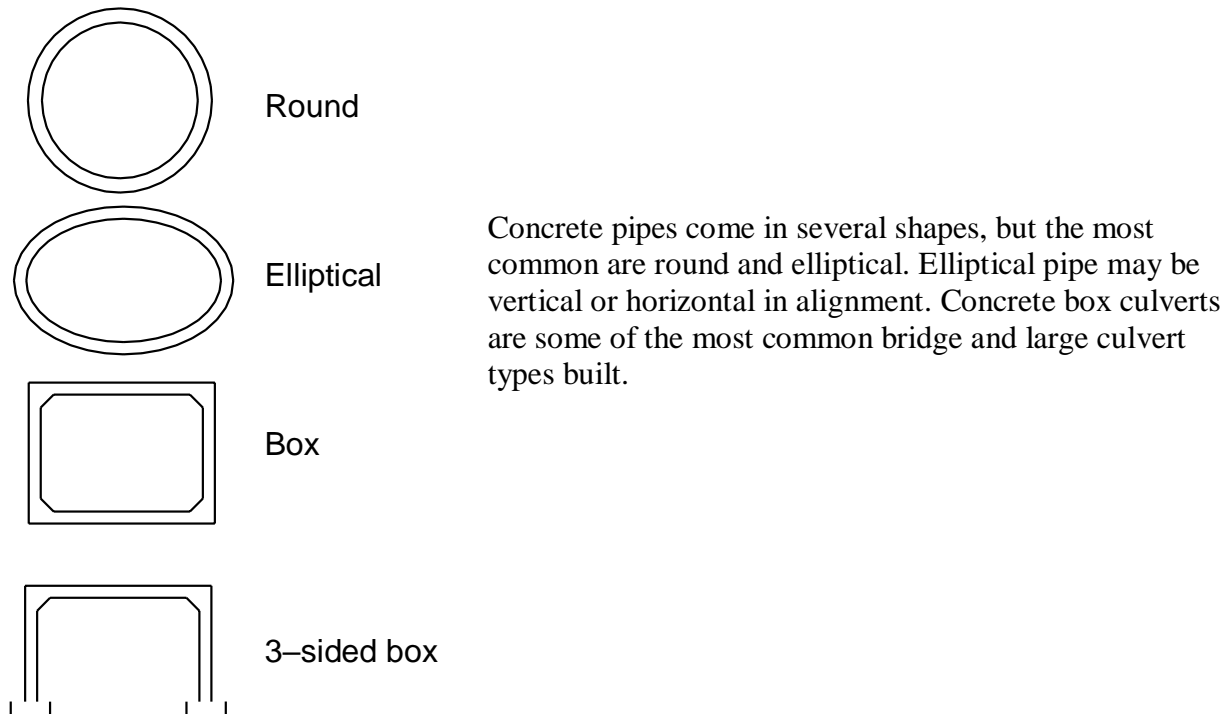 Round
Elliptical
Concrete pipes come in several shapes, but the most
common are round and elliptical. Elliptical pipe may be
vertical or horizontal in alignment. Concrete box culverts
are some of the most common bridge and large culvert
types built.
Box
3–sided box